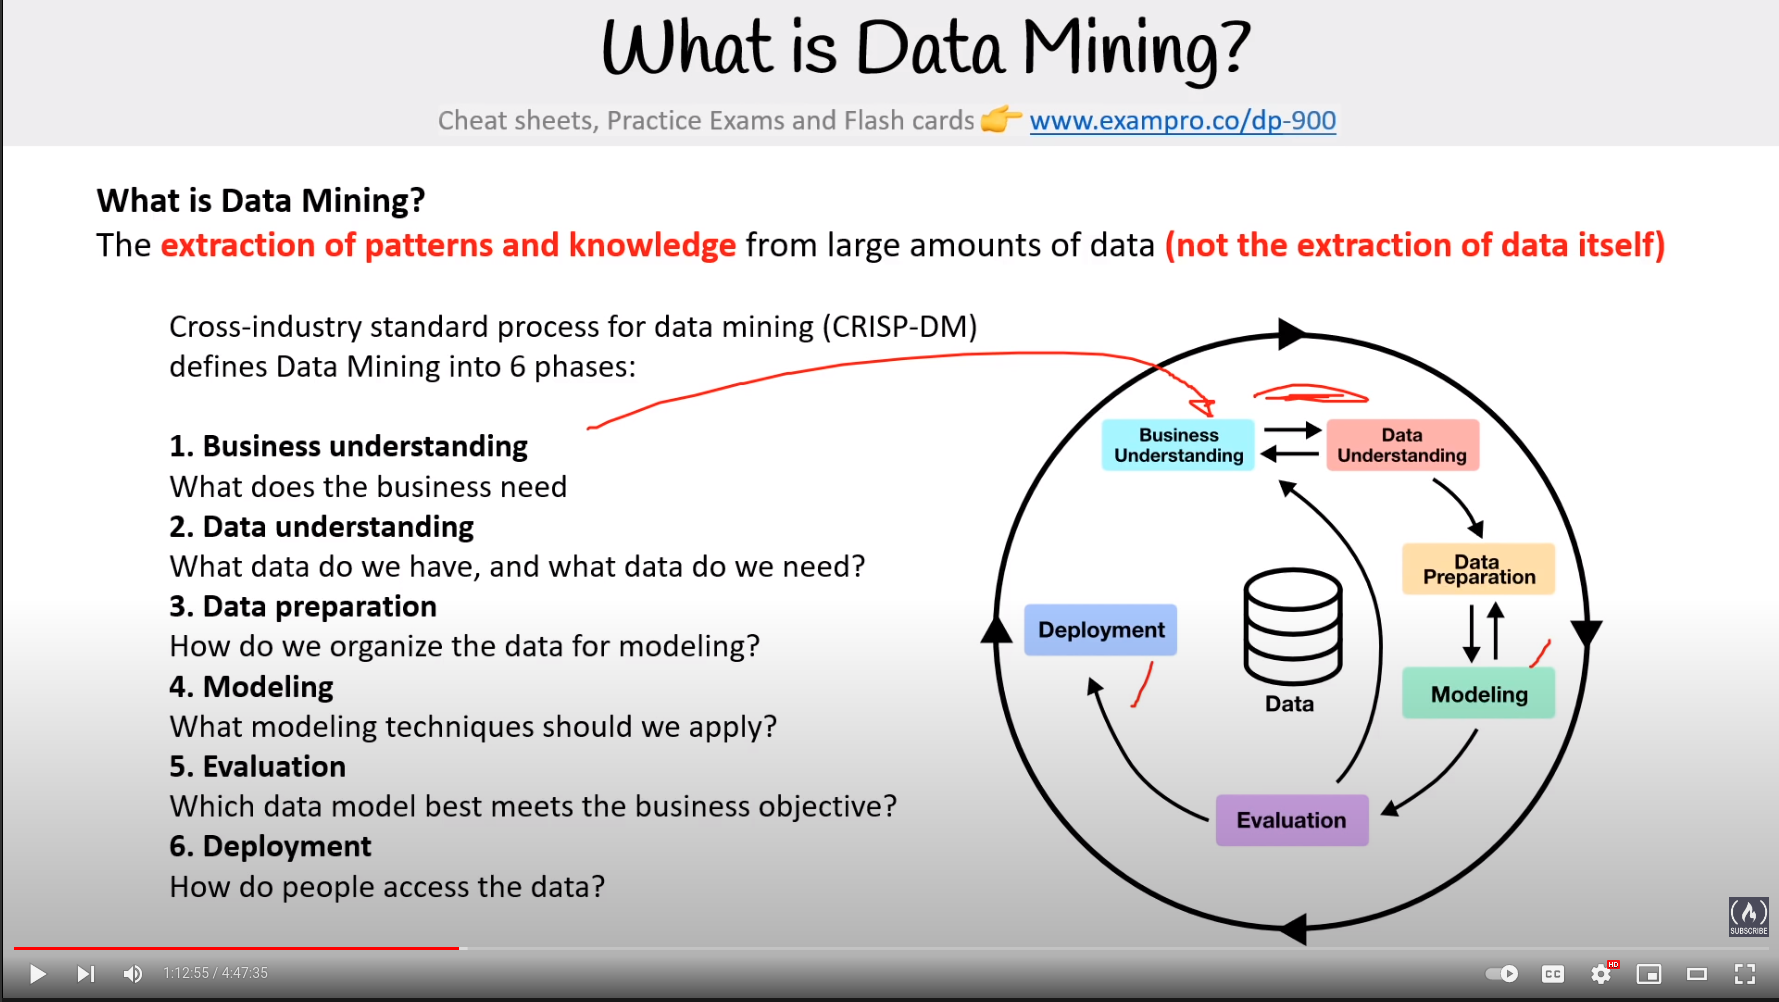 What is Data Mining?
Cheat sheets, Practice Exams and Flash cards 👉 www.exampro.co/dp-900
What is Data Mining?
The extraction of patterns and knowledge from large amounts of data (not the extraction of data itself)
Cross-industry standard process for data mining (CRISP-DM)
defines Data Mining into 6 phases:
1. Business understanding
What does the business need
2. Data understanding
What data do we have, and what data do we need?
3. Data preparation
How do we organize the data for modeling?
4. Modeling
What modeling techniques should we apply?
5. Evaluation
Which data model best meets the business objective?
6. Deployment
How do people access the data?
Business
Understanding
Data
Understanding
Data
Preparation
Deployment
Data
Modeling
Evaluation
SUBSCRIBE
1:12:55 / 4:47:35
CC
HD